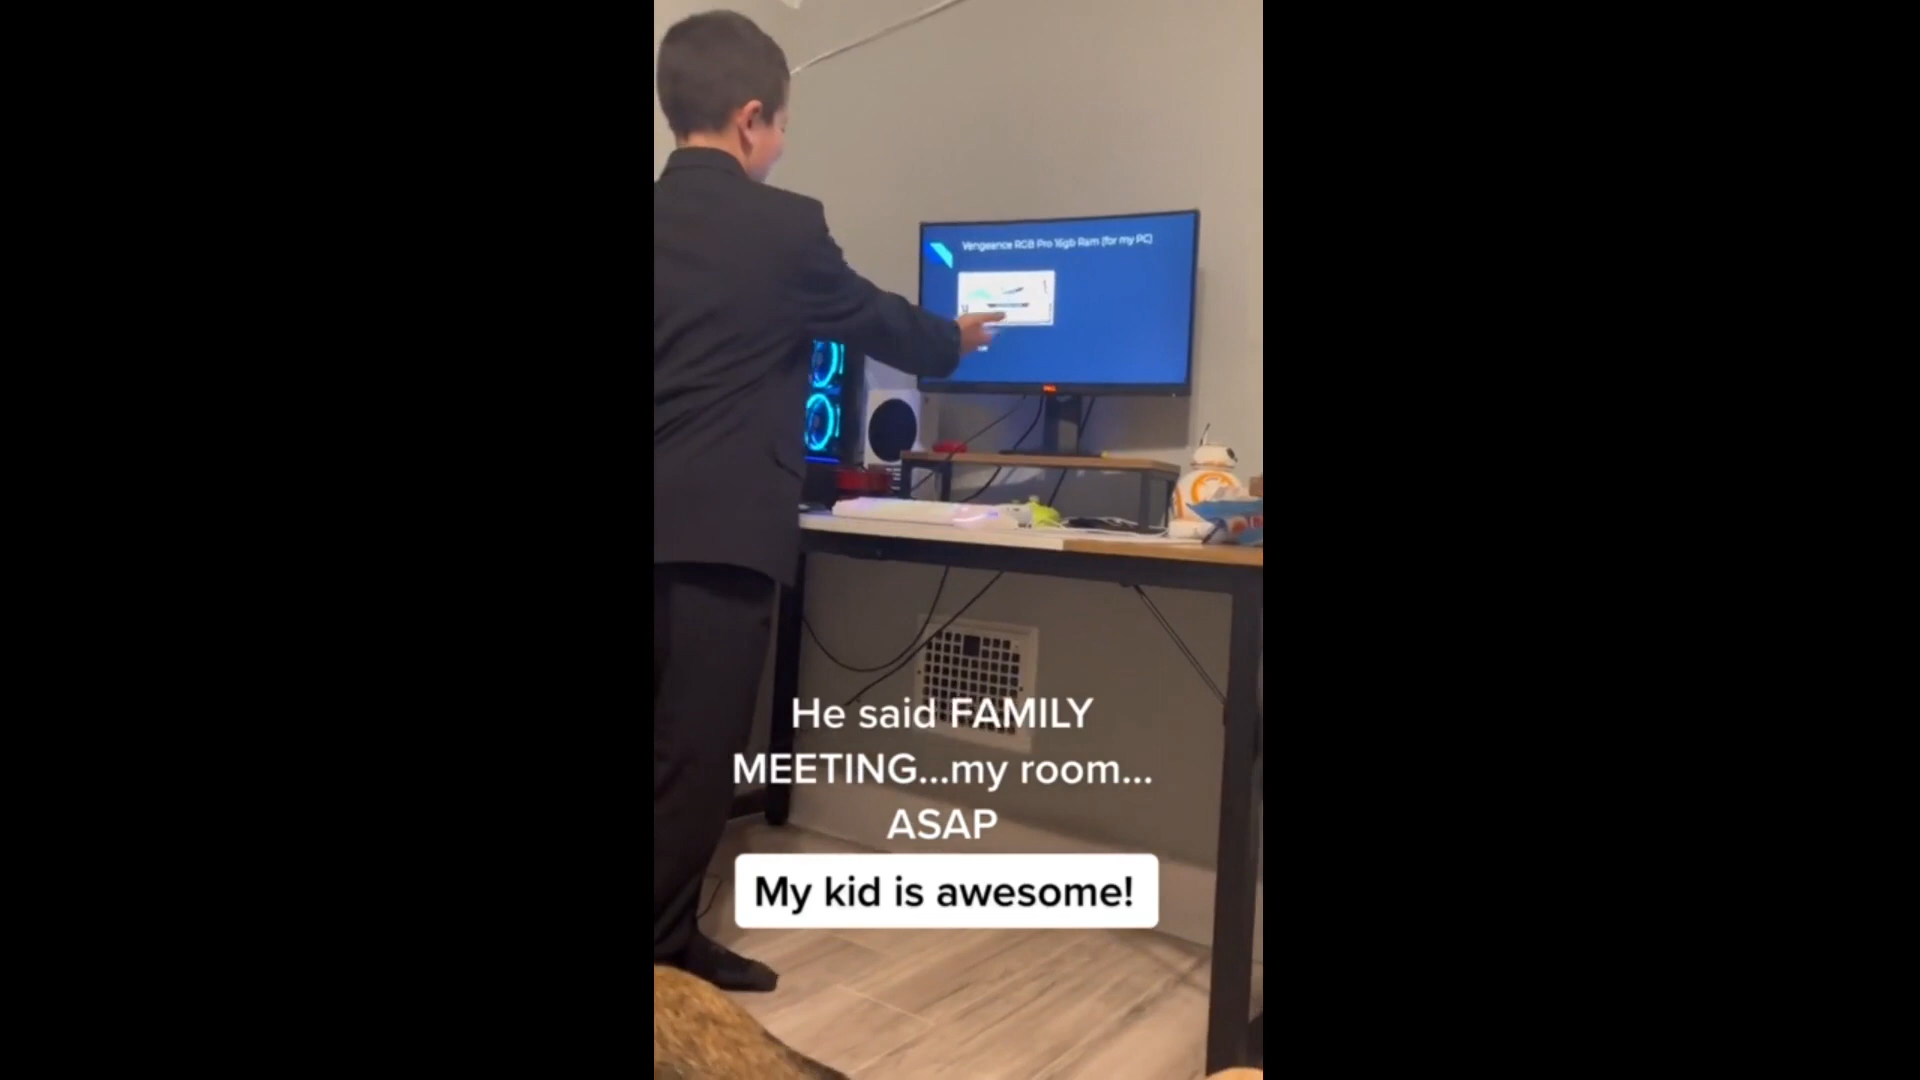 Vengeance RGB Pro 16gb Ram (for my PC)
He said FAMILY
MEETING...my room...
ASAP
My kid is awesome!